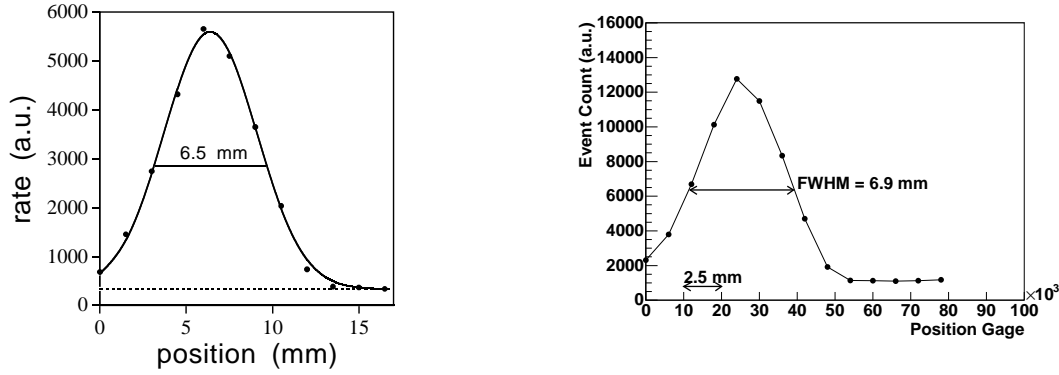 6000
5000
4000
3000
2000
1000
0
rate (a.u.)
6.5 mm
0
5
10
15
position (mm)
16000
14000
12000
10000
8000
6000
4000
2000
0
Event Count (a.u.)
FWHM = 6.9 mm
2.5 mm
0 10 20 30 40 50 60 70 80 90 100
×10³
Position Gage